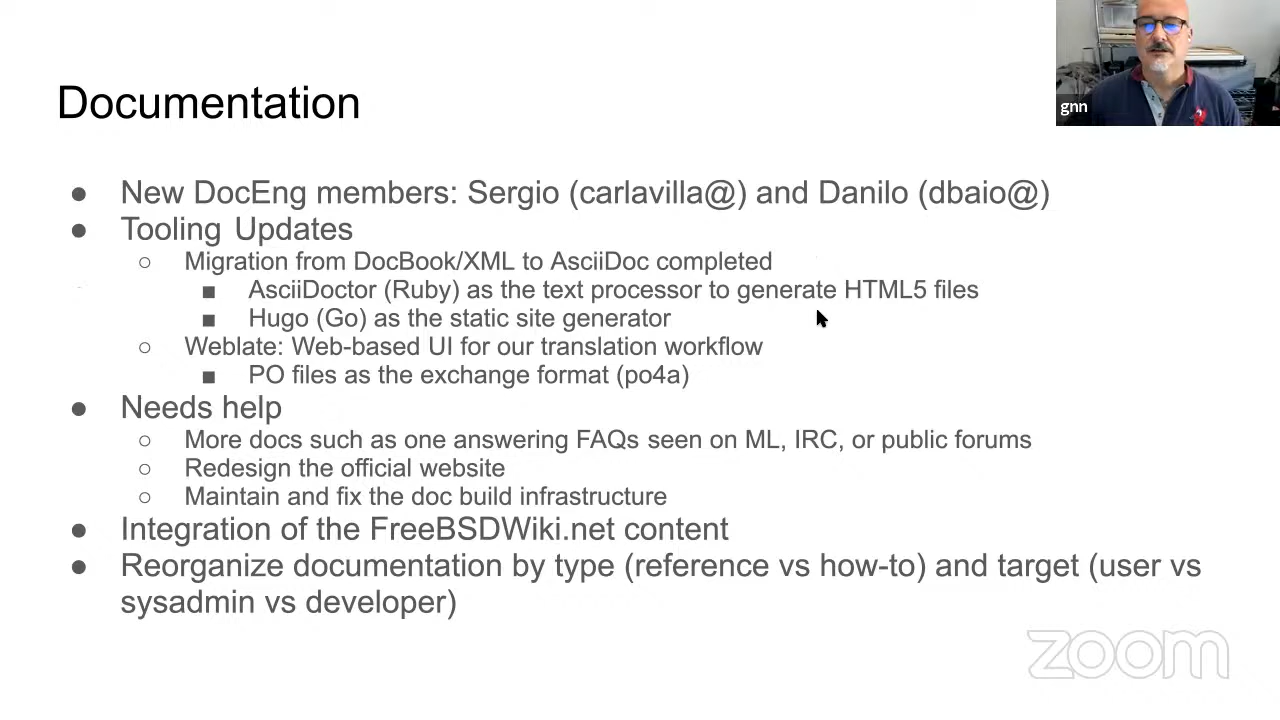 Documentation
gnn
● New DocEng members: Sergio (carlavilla@) and Danilo (dbaio@)
● Tooling Updates
○ Migration from DocBook/XML to AsciiDoc completed
■ AsciiDoctor (Ruby) as the text processor to generate HTML5 files
■ Hugo (Go) as the static site generator
○ Weblate: Web-based UI for our translation workflow
■ PO files as the exchange format (po4a)
● Needs help
○ More docs such as one answering FAQs seen on ML, IRC, or public forums
○ Redesign the official website
○ Maintain and fix the doc build infrastructure
● Integration of the FreeBSDWiki.net content
● Reorganize documentation by type (reference vs how-to) and target (user vs
sysadmin vs developer)
zoom